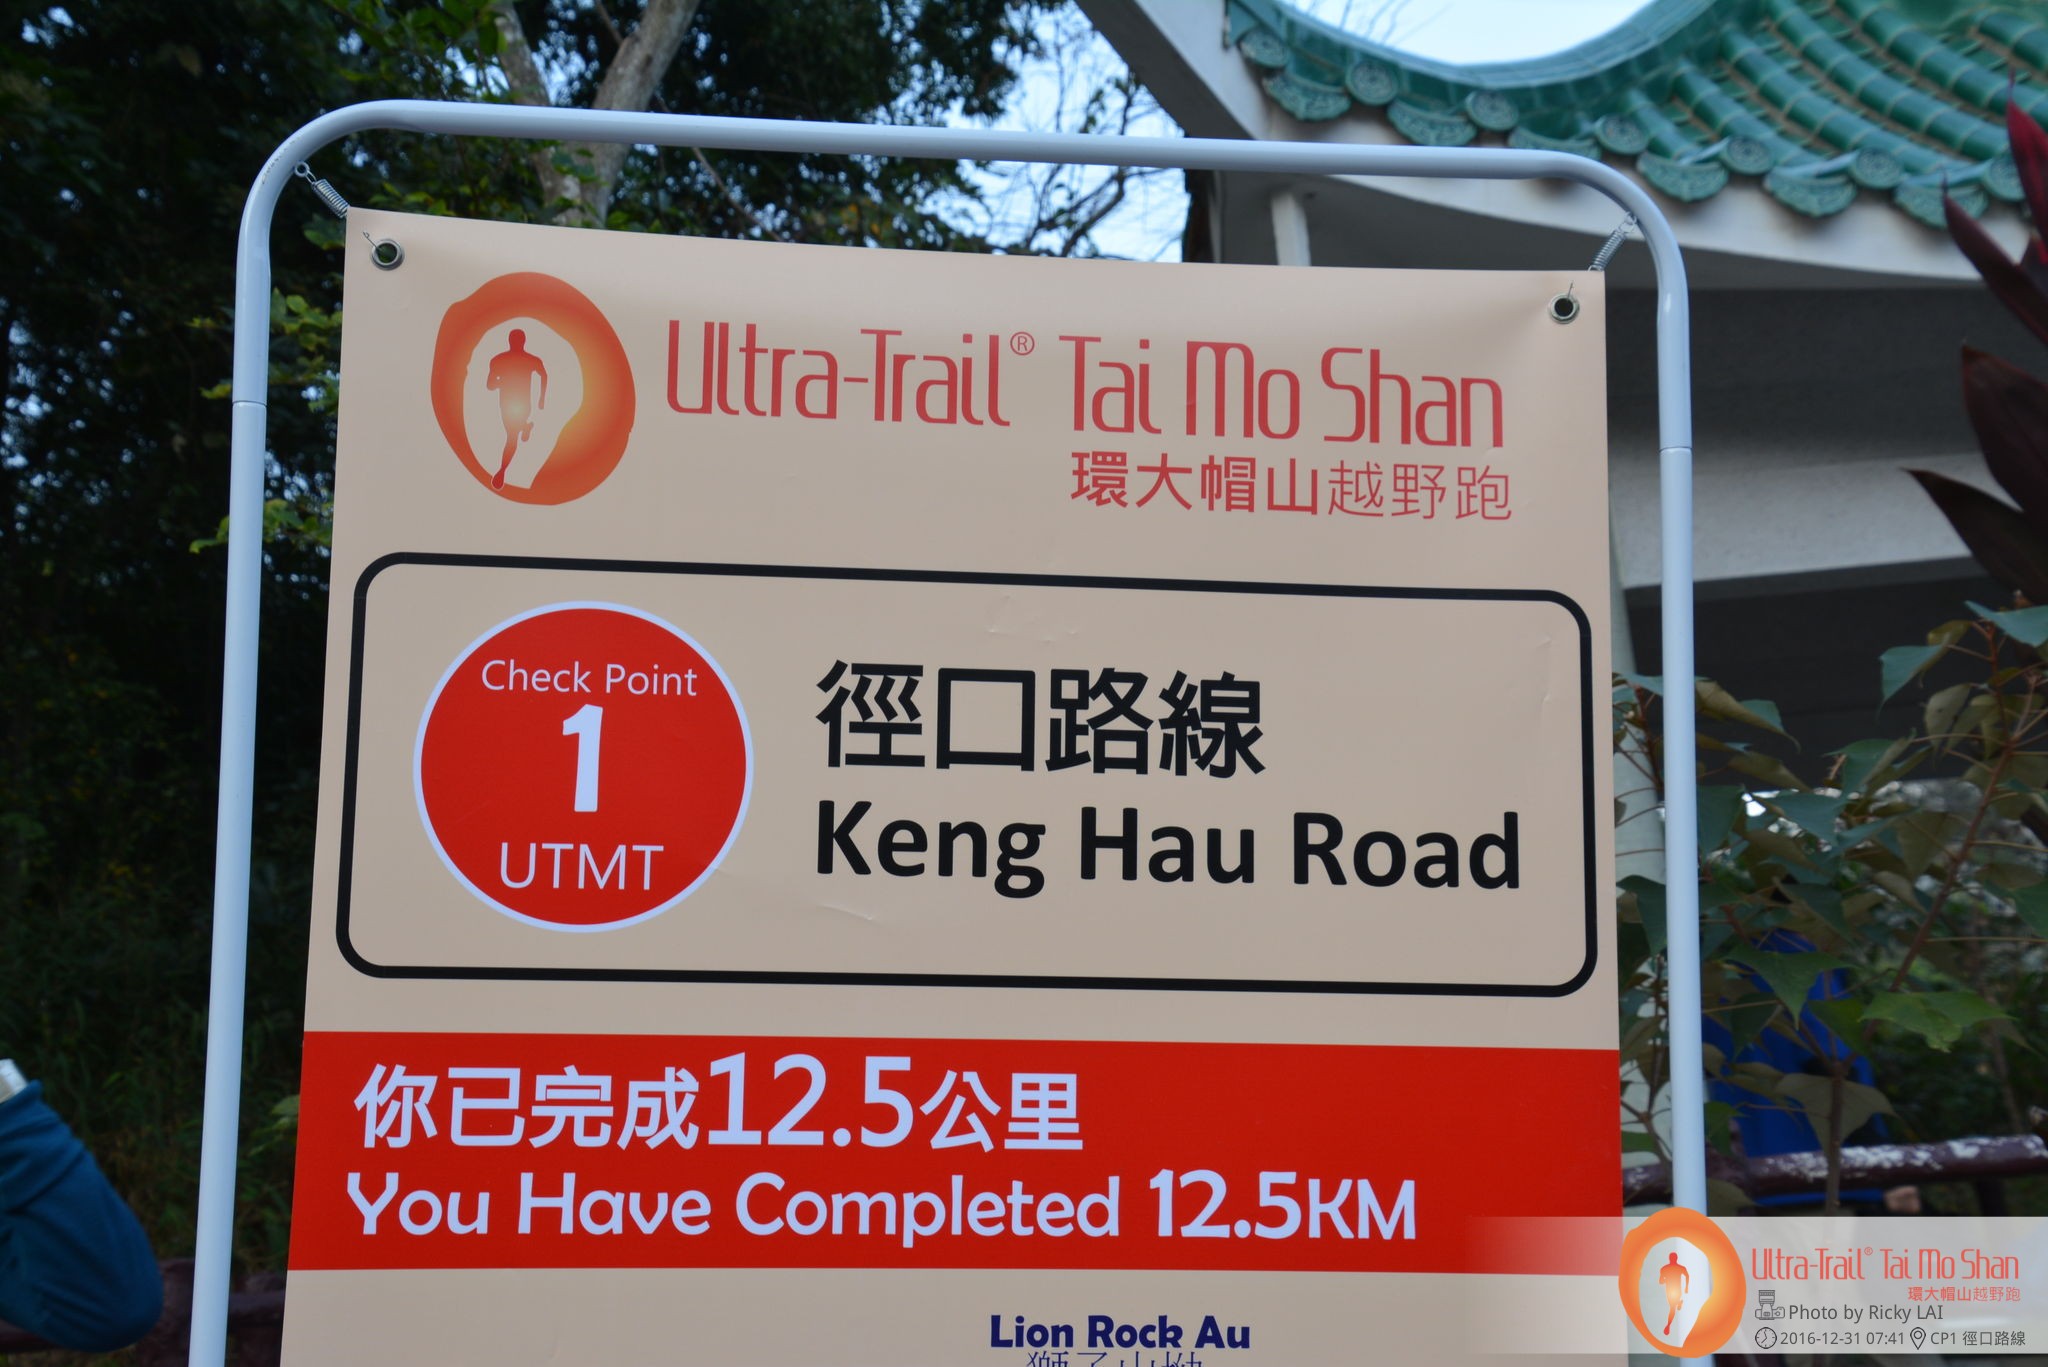 Ultra-Trail® Tai Mo Shan
環大帽山越野跑
Check Point
1
UTMT
徑口路線
Keng Hau Road
你已完成12.5公里
You Have Completed 12.5KM
Lion Rock Au
Ultra-Trail® Tai Mo Shan
環大帽山越野跑
Photo by Ricky LAI
2016-12-31 07:41 CP1 徑口路線